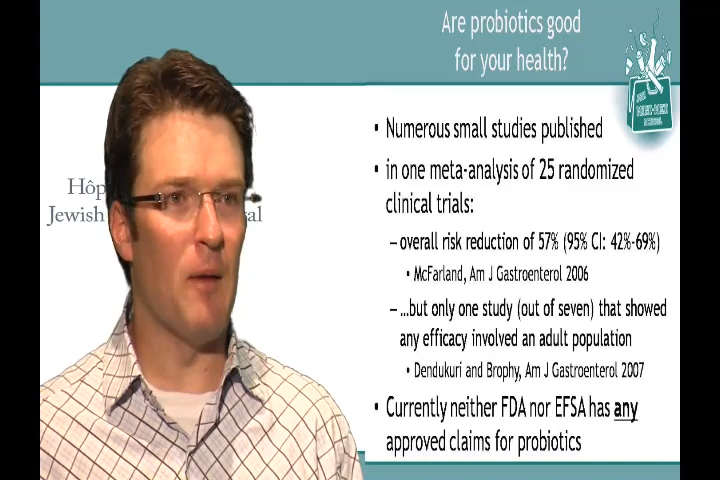 Are probiotics good
for your health?
Hôp
Jewish
al
• Numerous small studies published
• in one meta-analysis of 25 randomized
clinical trials:
– overall risk reduction of 57% (95% CI: 42%-69%)
• McFarland, Am J Gastroenterol 2006
– ...but only one study (out of seven) that showed
any efficacy involved an adult population
• Dendukuri and Brophy, Am J Gastroenterol 2007
• Currently neither FDA nor EFSA has any
approved claims for probiotics